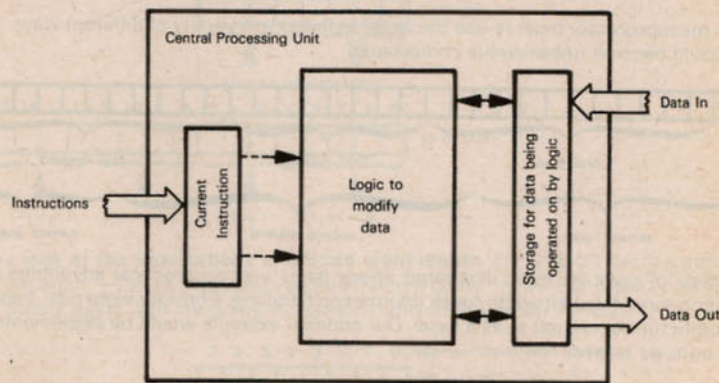 Central Processing Unit
Instructions
Current
Instruction
Logic to
modify
data
Storage for data being
operated on by logic
Data In
Data Out